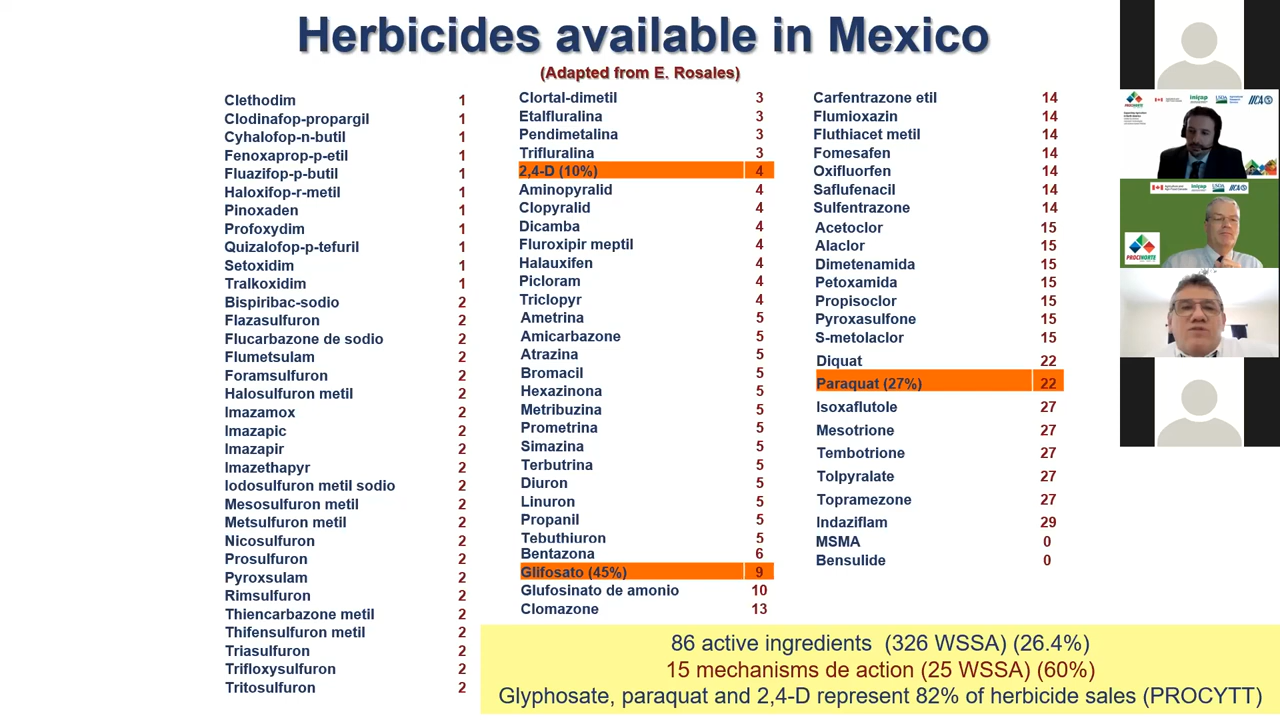 Herbicides available in Mexico
(Adapted from E. Rosales)
Clethodim 1
Clodinafop-propargil 1
Cyhalofop-n-butil 1
Fenoxaprop-p-etil 1
Fluazifop-p-butil 1
Haloxifop-r-metil 1
Pinoxaden 1
Profoxydim 1
Quizalofop-p-tefuril 1
Setoxidim 1
Tralkoxidim 1
Bispiribac-sodio 2
Flazasulfuron 2
Flucarbazone de sodio 2
Flumetsulam 2
Foramsulfuron 2
Halosulfuron metil 2
Imazamox 2
Imazapic 2
Imazapir 2
Imazethapyr 2
Iodosulfuron metil sodio 2
Mesosulfuron metil 2
Metsulfuron metil 2
Nicosulfuron 2
Prosulfuron 2
Pyroxsulam 2
Rimsulfuron 2
Thiencarbazone metil 2
Thifensulfuron metil 2
Triasulfuron 2
Trifloxysulfuron 2
Tritosulfuron 2
Clortal-dimetil 3
Etalfluralina 3
Pendimetalina 3
Trifluralina 3
2,4-D (10%) 4
Aminopyralid 4
Clopyralid 4
Dicamba 4
Fluroxipir meptil 4
Halauxifen 4
Picloram 4
Triclopyr 4
Ametrina 5
Amicarbazone 5
Atrazina 5
Bromacil 5
Hexazinona 5
Metribuzina 5
Prometrina 5
Simazina 5
Terbutrina 5
Diuron 5
Linuron 5
Propanil 5
Tebuthiuron 5
Bentazona 6
Glifosato (45%) 9
Glufosinato de amonio 10
Clomazone 13
Carfentrazone etil 14
Flumioxazin 14
Fluthiacet metil 14
Fomesafen 14
Oxifluorfen 14
Saflufenacil 14
Sulfentrazone 14
Acetoclor 15
Alaclor 15
Dimetenamida 15
Petoxamida 15
Propisoclor 15
Pyroxasulfone 15
S-metolaclor 15
Diquat 22
Paraquat (27%) 22
Isoxaflutole 27
Mesotrione 27
Tembotrione 27
Tolpyralate 27
Topramezone 27
Indaziflam 29
MSMA 0
Bensulide 0
86 active ingredients (326 WSSA) (26.4%)
15 mechanisms de action (25 WSSA) (60%)
Glyphosate, paraquat and 2,4-D represent 82% of herbicide sales (PROCYTT)
inifap USDA IICA
inifap USDA IICA
PROCINORTE